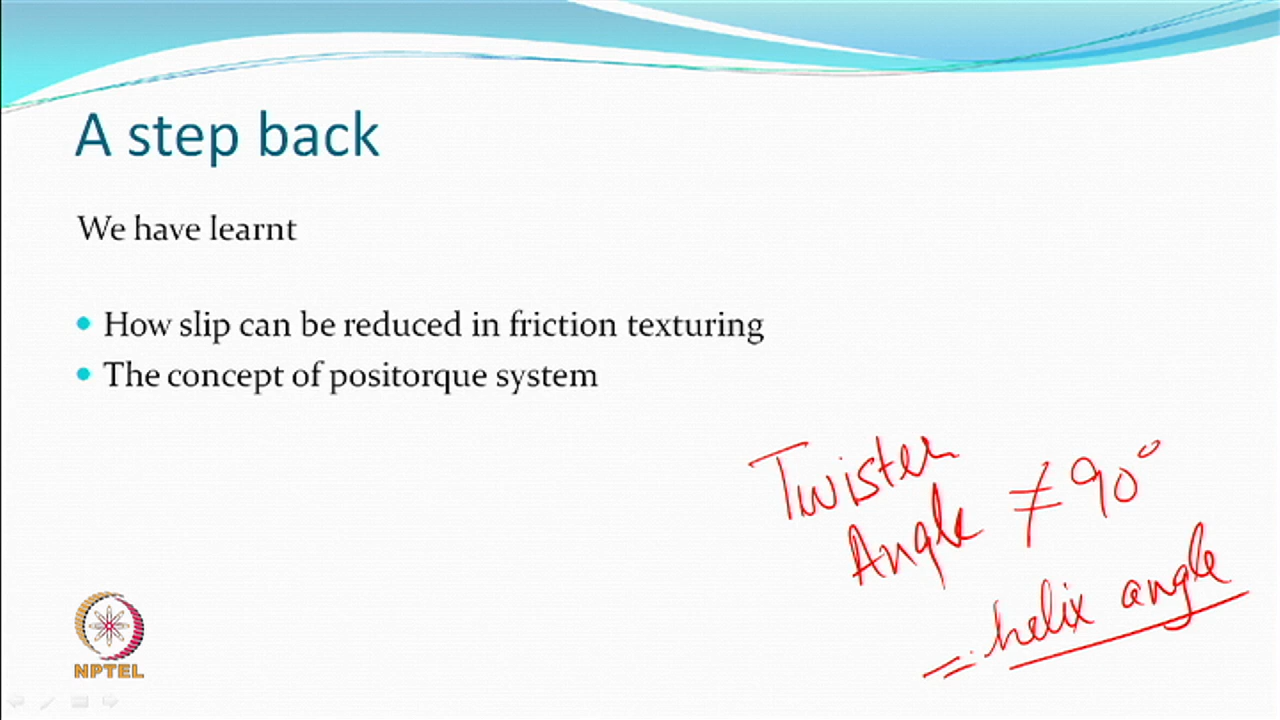 A step back
We have learnt
How slip can be reduced in friction texturing
The concept of positorque system
Twister
Angle ≠ 90°
= helix angle
NPTEL